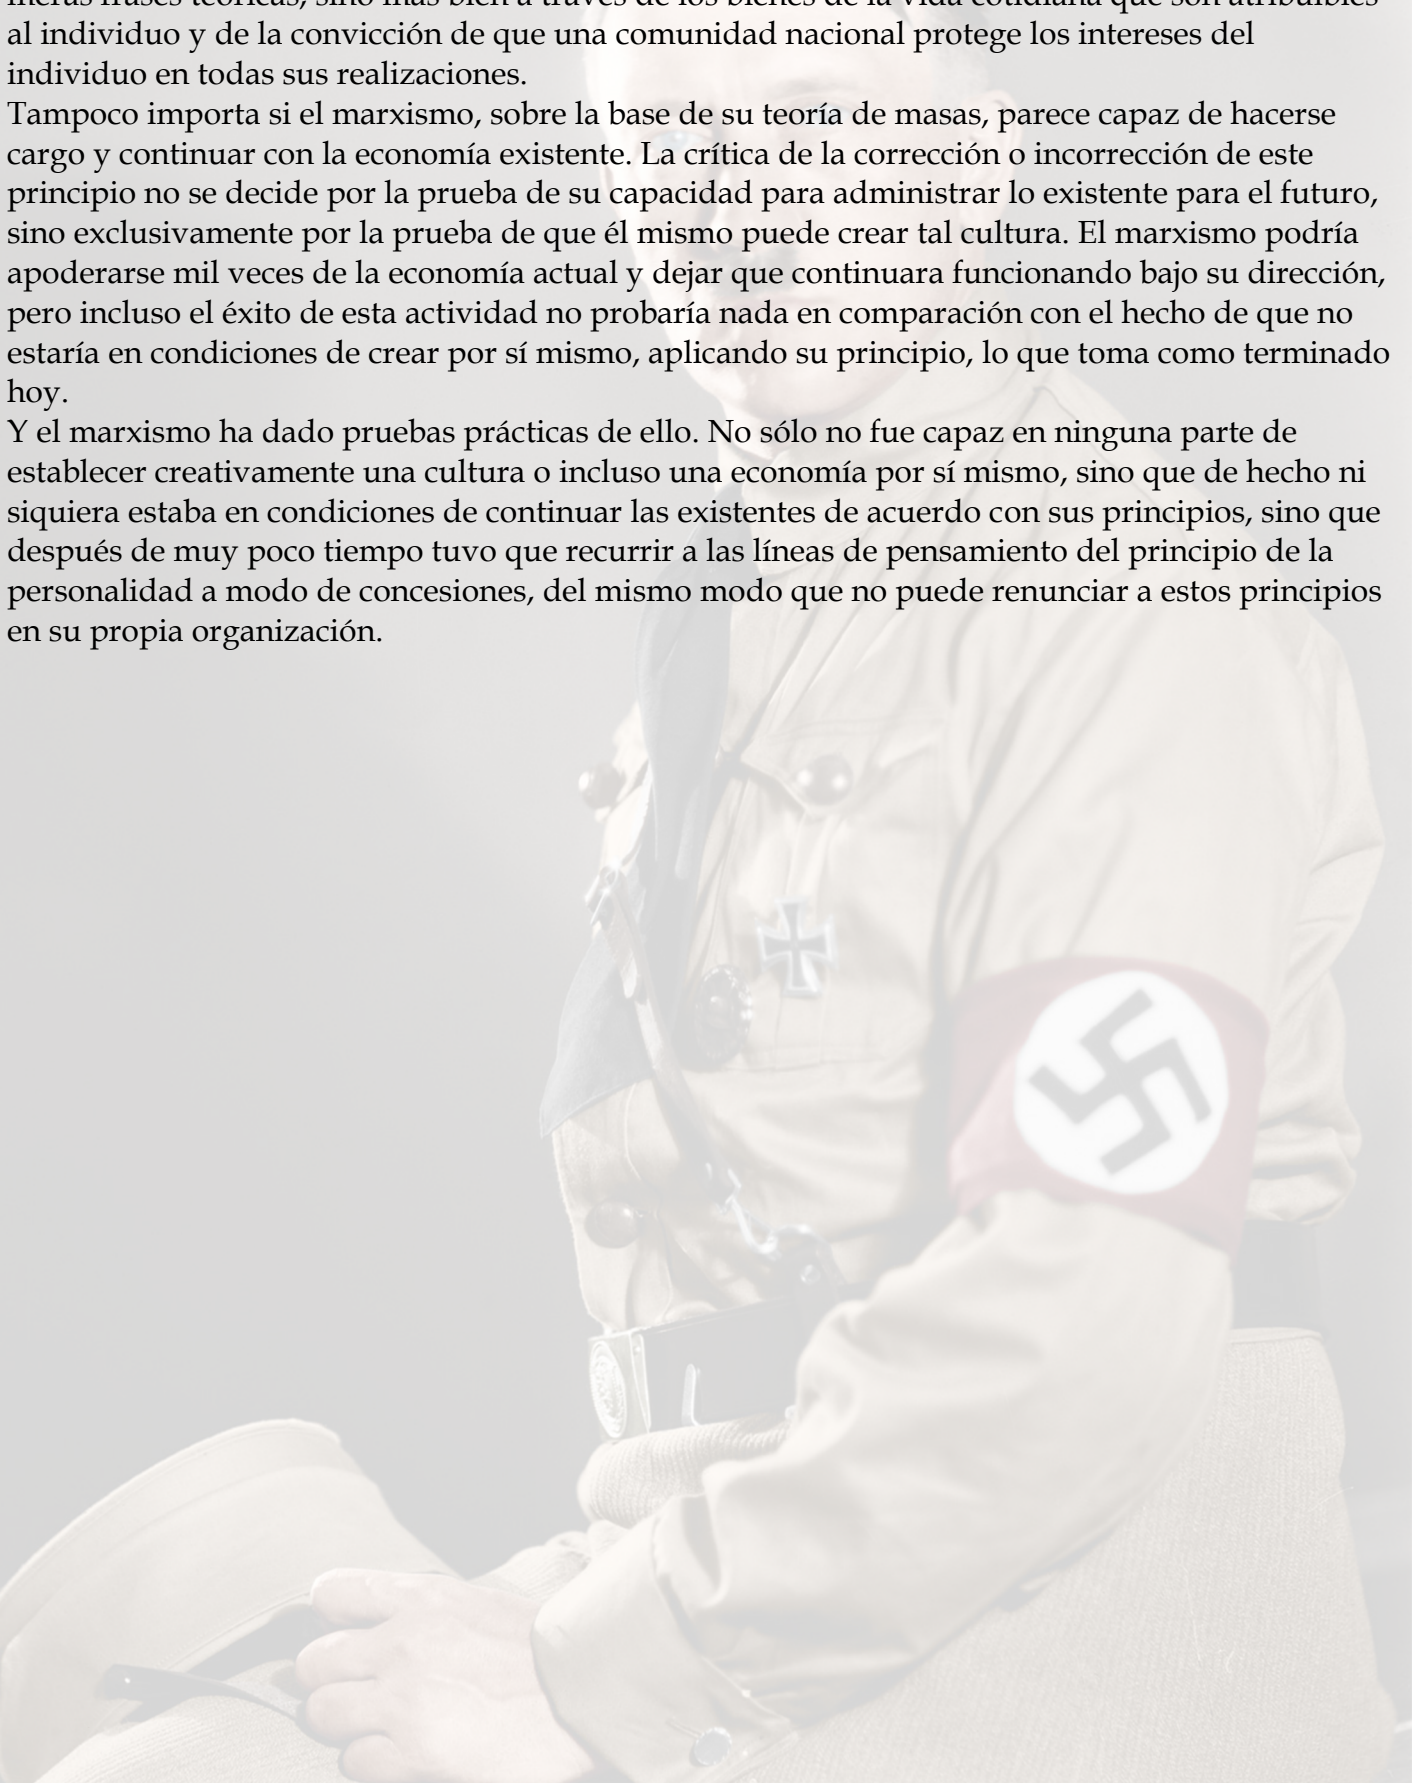 meras frases teóricas, sino más bien a través de los bienes de la vida cotidiana que son atribuibles
al individuo y de la convicción de que una comunidad nacional protege los intereses del
individuo en todas sus realizaciones.
Tampoco importa si el marxismo, sobre la base de su teoría de masas, parece capaz de hacerse
cargo y continuar con la economía existente. La crítica de la corrección o incorrección de este
principio no se decide por la prueba de su capacidad para administrar lo existente para el futuro,
sino exclusivamente por la prueba de que él mismo puede crear tal cultura. El marxismo podría
apoderarse mil veces de la economía actual y dejar que continuara funcionando bajo su dirección,
pero incluso el éxito de esta actividad no probaría nada en comparación con el hecho de que no
estaría en condiciones de crear por sí mismo, aplicando su principio, lo que toma como terminado
hoy.
Y el marxismo ha dado pruebas prácticas de ello. No sólo no fue capaz en ninguna parte de
establecer creativamente una cultura o incluso una economía por sí mismo, sino que de hecho ni
siquiera estaba en condiciones de continuar las existentes de acuerdo con sus principios, sino que
después de muy poco tiempo tuvo que recurrir a las líneas de pensamiento del principio de la
personalidad a modo de concesiones, del mismo modo que no puede renunciar a estos principios
en su propia organización.